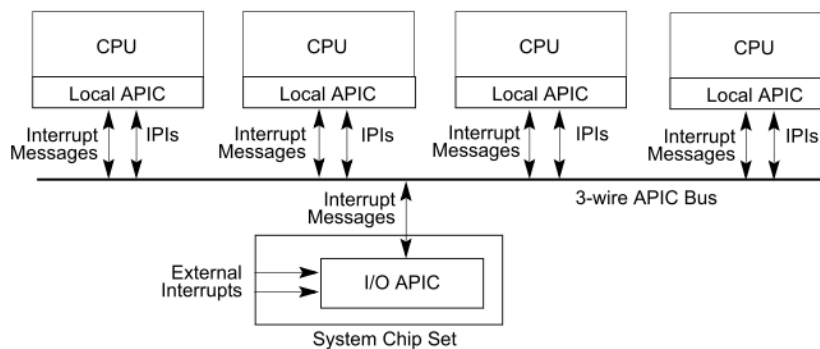 CPU
CPU
CPU
CPU
Local APIC
Local APIC
Local APIC
Local APIC
Interrupt
Messages
IPIs
Interrupt
Messages
IPIs
Interrupt
Messages
IPIs
Interrupt
Messages
IPIs
3-wire APIC Bus
Interrupt
Messages
External
Interrupts
I/O APIC
System Chip Set